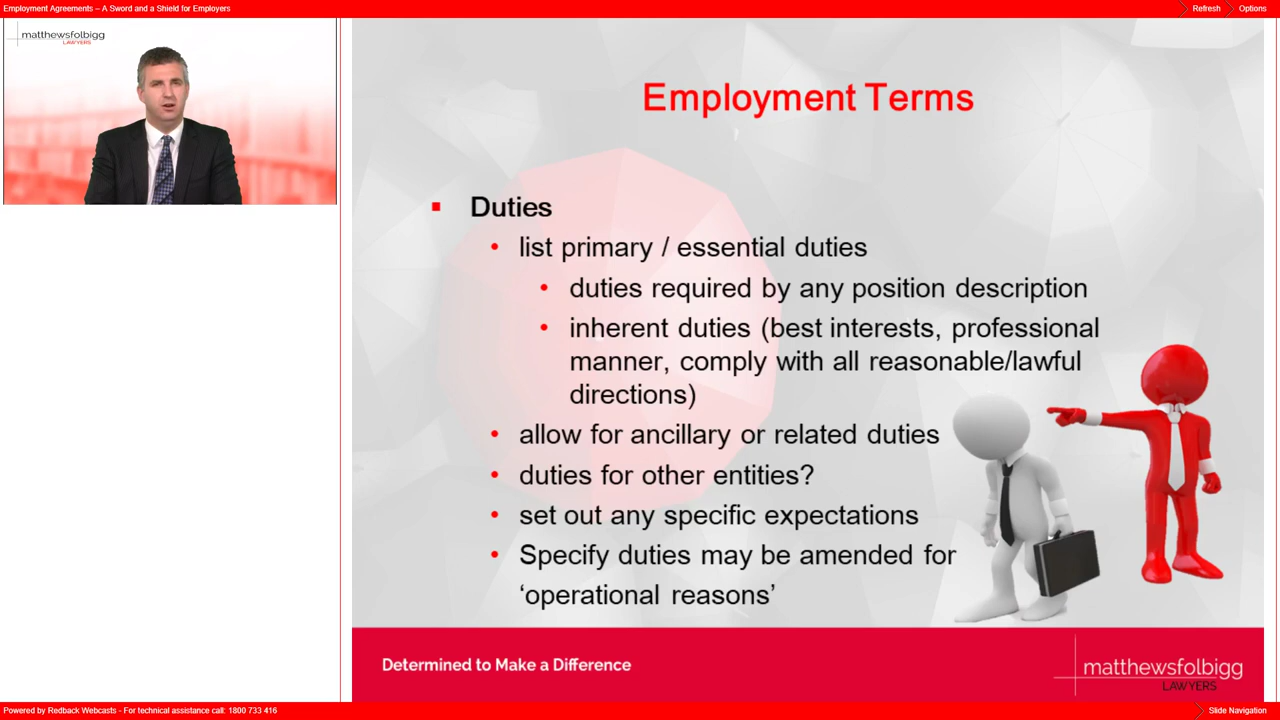 Employment Agreements – A Sword and a Shield for Employers
Refresh
Options
matthewsfolbigg
LAWYERS
Employment Terms
Duties
list primary / essential duties
duties required by any position description
inherent duties (best interests, professional
manner, comply with all reasonable/lawful
directions)
allow for ancillary or related duties
duties for other entities?
set out any specific expectations
Specify duties may be amended for
‘operational reasons’
Determined to Make a Difference
matthewsfolbigg
LAWYERS
Powered by Redback Webcasts - For technical assistance call: 1800 733 416
Slide Navigation